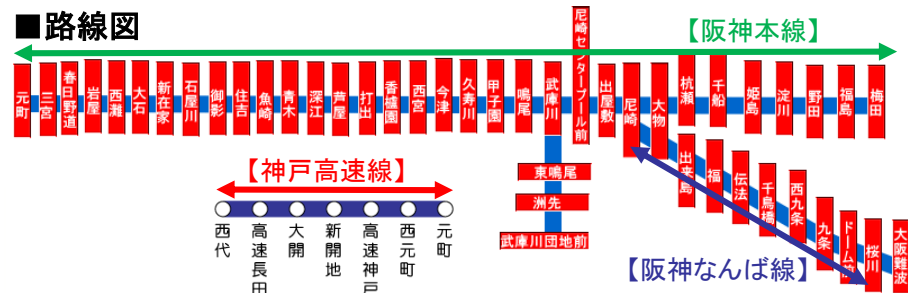 ■路線図
【阪神本線】
元町
三宮
春日野道
岩屋
西灘
大石
新在家
石屋川
御影
住吉
魚崎
青木
深江
芦屋
打出
香櫨園
西宮
今津
久寿川
甲子園
鳴尾
武庫川
尼崎センタープール前
出屋敷
尼崎
大物
杭瀬
千船
姫島
淀川
野田
福島
梅田
東鳴尾
洲先
武庫川団地前
出来島
福
伝法
千鳥橋
西九条
九条
ドーム前
桜川
大阪難波
【阪神なんば線】
【神戸高速線】
西代
高速長田
大開
新開地
高速神戸
西元町
元町